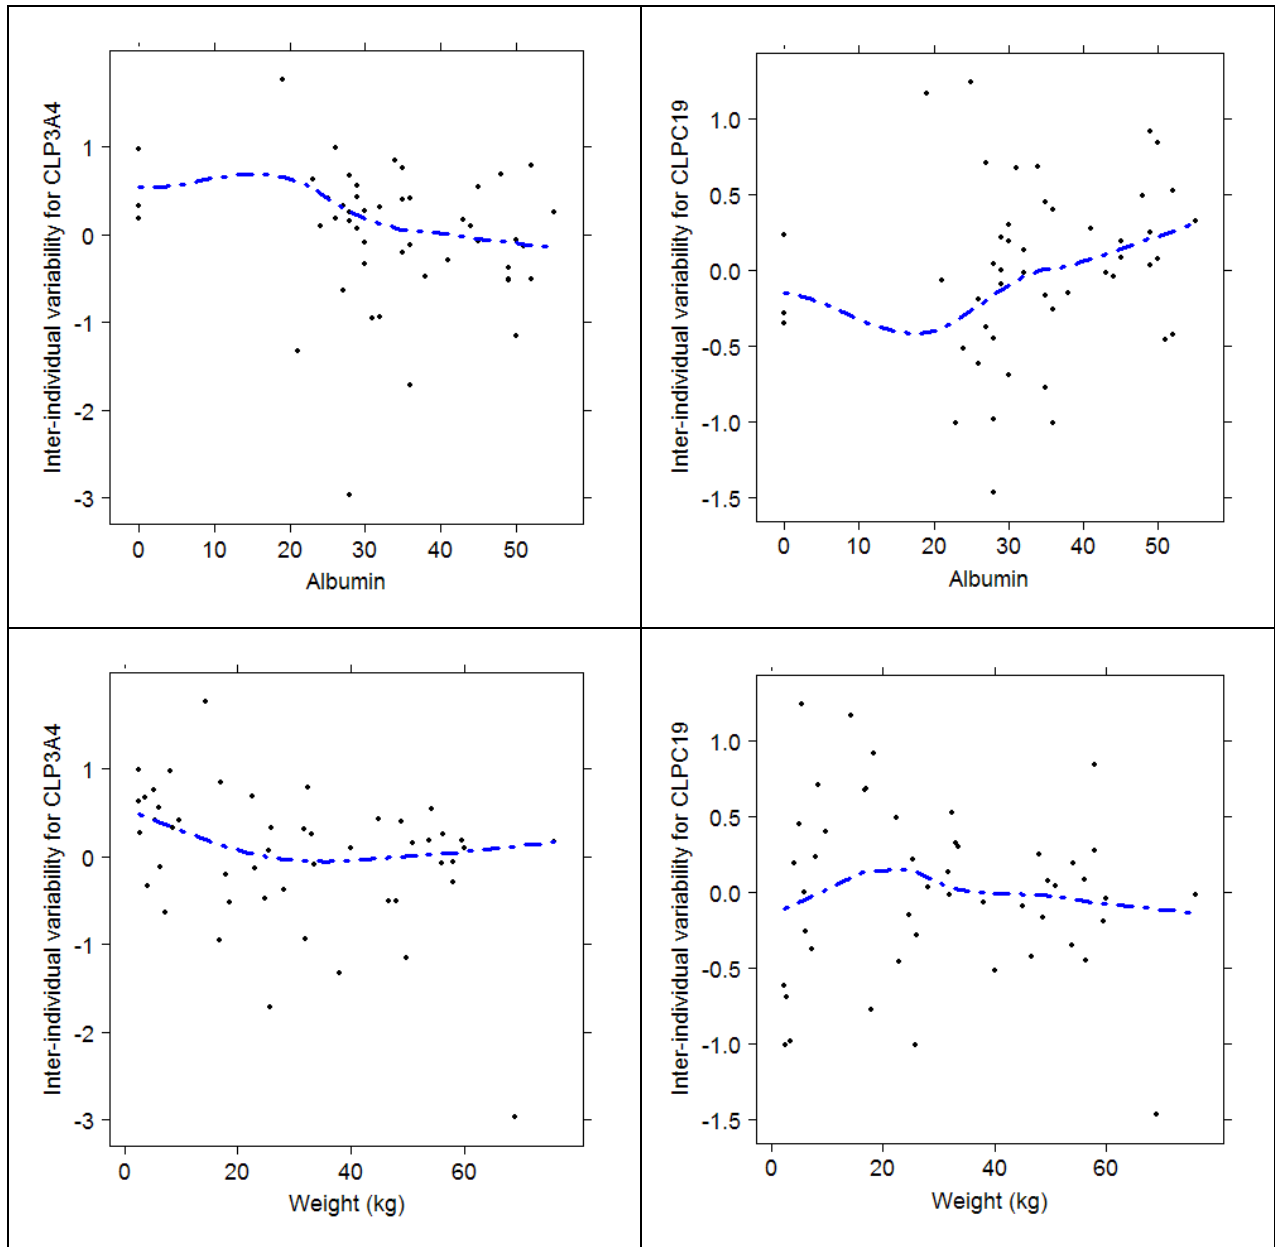 Inter-individual variability for CLP3A4
1
0
-1
-2
-3
0 10 20 30 40 50
Albumin
Inter-individual variability for CLPC19
1.0
0.5
0.0
-0.5
-1.0
-1.5
0 10 20 30 40 50
Albumin
Inter-individual variability for CLP3A4
1
0
-1
-2
-3
0 20 40 60
Weight (kg)
Inter-individual variability for CLPC19
1.0
0.5
0.0
-0.5
-1.0
-1.5
0 20 40 60
Weight (kg)